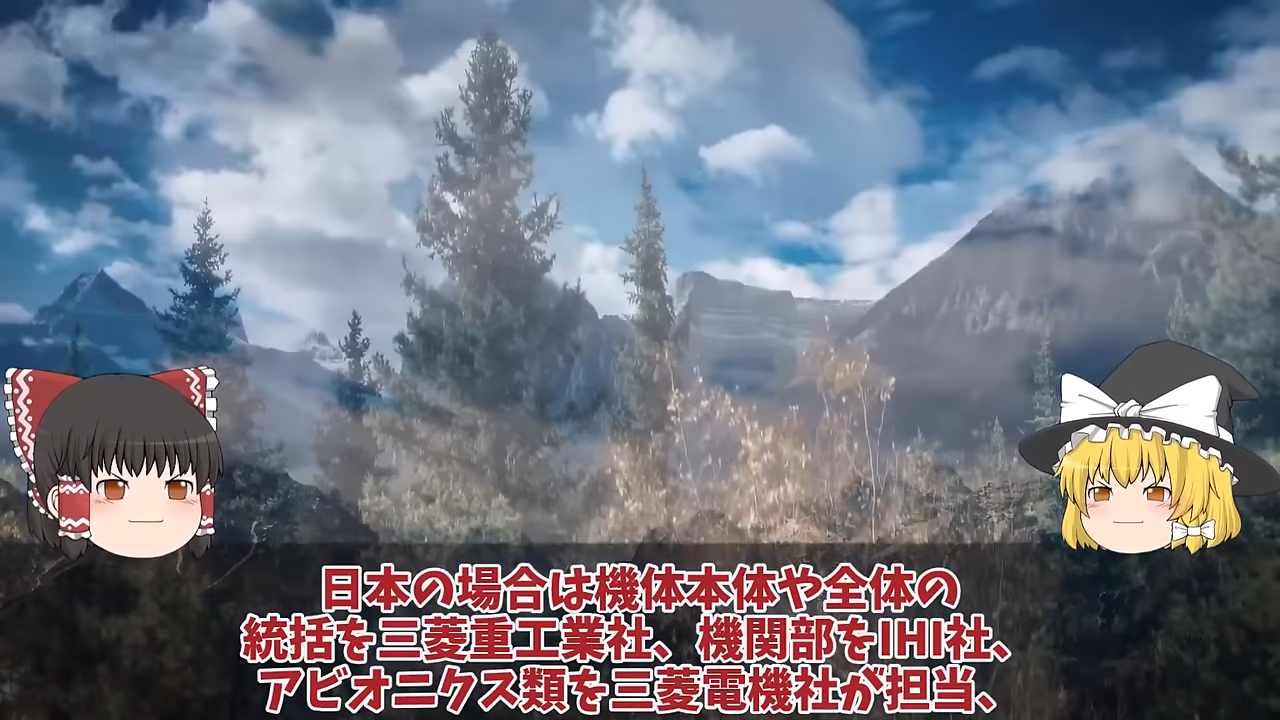 日本の場合は機体本体や全体の
統括を三菱重工業社、機関部をIHI社、
アビオニクス類を三菱電機社が担当、